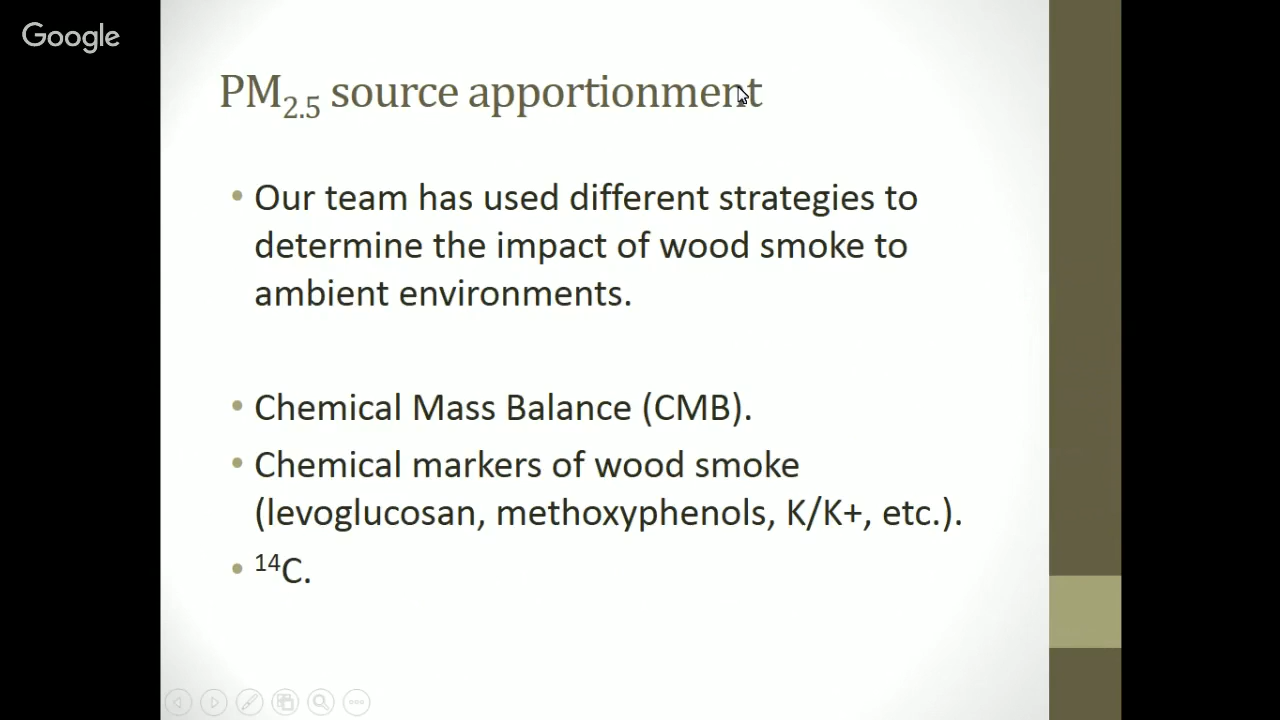 Google
PM₂.₅ source apportionment
• Our team has used different strategies to
determine the impact of wood smoke to
ambient environments.
• Chemical Mass Balance (CMB).
• Chemical markers of wood smoke
(levoglucosan, methoxyphenols, K/K+, etc.).
• ¹⁴C.